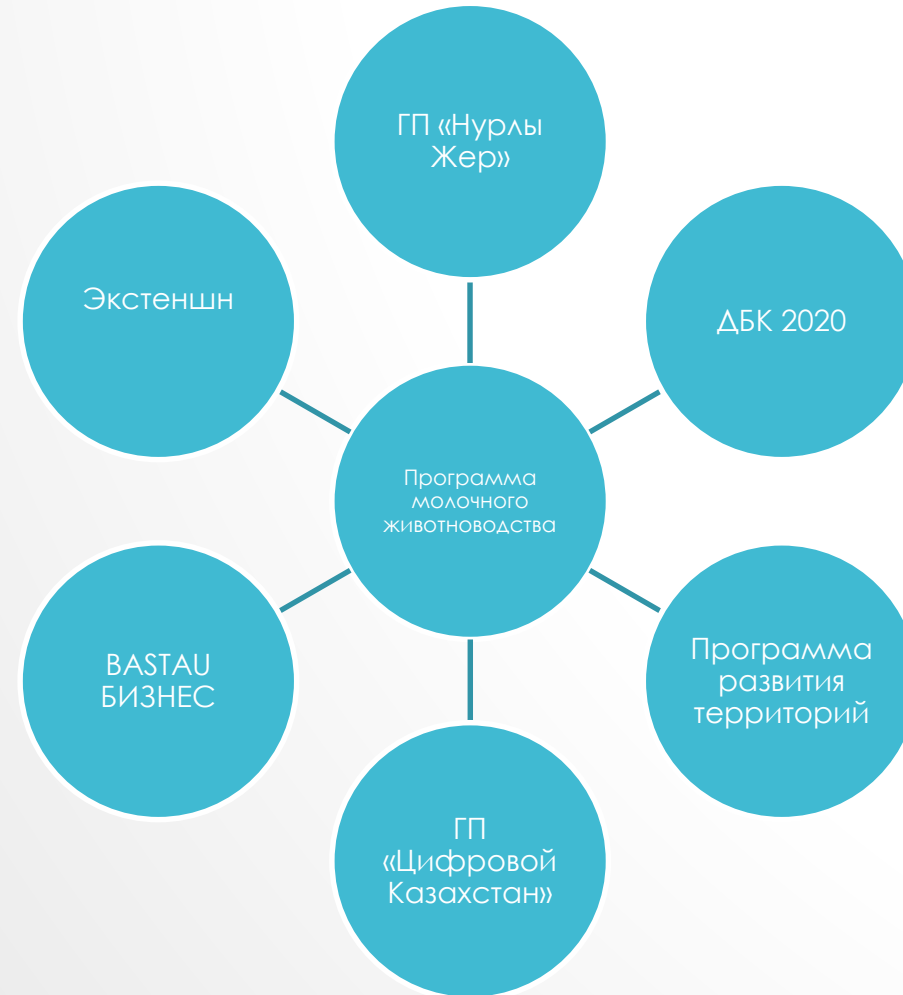 ГП «Нурлы
Жер»
Экстеншн
ДБК 2020
Программа
молочного
животноводства
BASTAU
БИЗНЕС
Программа
развития
территорий
ГП
«Цифровой
Казахстан»